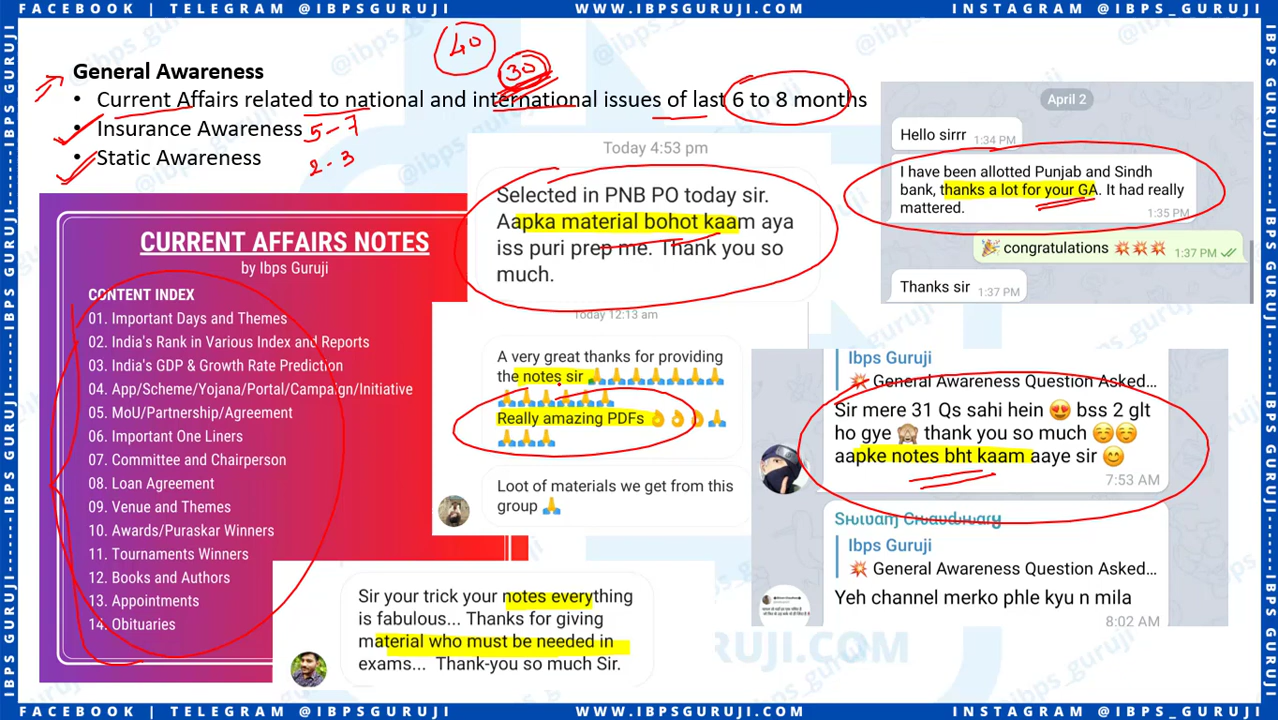 FACEBOOK | TELEGRAM @IBPSGURUJI
WWW.IBPSGURUJI.COM
INSTAGRAM @IBPS_GURUJI
40
30
General Awareness
• Current Affairs related to national and international issues of last 6 to 8 months
• Insurance Awareness 5-7
• Static Awareness 2-3
CURRENT AFFAIRS NOTES
by Ibps Guruji
CONTENT INDEX
01. Important Days and Themes
02. India's Rank in Various Index and Reports
03. India's GDP & Growth Rate Prediction
04. App/Scheme/Yojana/Portal/Campaign/Initiative
05. MoU/Partnership/Agreement
06. Important One Liners
07. Committee and Chairperson
08. Loan Agreement
09. Venue and Themes
10. Awards/Puraskar Winners
11. Tournaments Winners
12. Books and Authors
13. Appointments
14. Obituaries
Today 4:53 pm
Selected in PNB PO today sir.
Aapka material bohot kaam aya
iss puri prep me. Thank you so
much.
Today 12:13 am
A very great thanks for providing
the notes sir 🙏🙏🙏🙏🙏🙏🙏
🙏🙏🙏🙏🙏🙏
Really amazing PDFs 👌👌👌🙏
🙏🙏🙏
Loot of materials we get from this
group 🙏
Sir your trick your notes everything
is fabulous... Thanks for giving
material who must be needed in
exams... Thank-you so much Sir.
April 2
Hello sirrr 1:34 PM
I have been allotted Punjab and Sindh
bank, thanks a lot for your GA. It had really
mattered. 1:35 PM
🎉 congratulations 💥💥💥 1:37 PM
Thanks sir 1:37 PM
Ibps Guruji
💥 General Awareness Question Asked...
Sir mere 31 Qs sahi hein 😍 bss 2 glt
ho gye 🙈 thank you so much ☺️☺️
aapke notes bht kaam aaye sir 😊
7:53 AM
Ibps Guruji
💥 General Awareness Question Asked...
Yeh channel merko phle kyu n mila
8:02 AM
FACEBOOK | TELEGRAM @IBPSGURUJI
WWW.IBPSGURUJI.COM
INSTAGRAM @IBPS_GURUJI